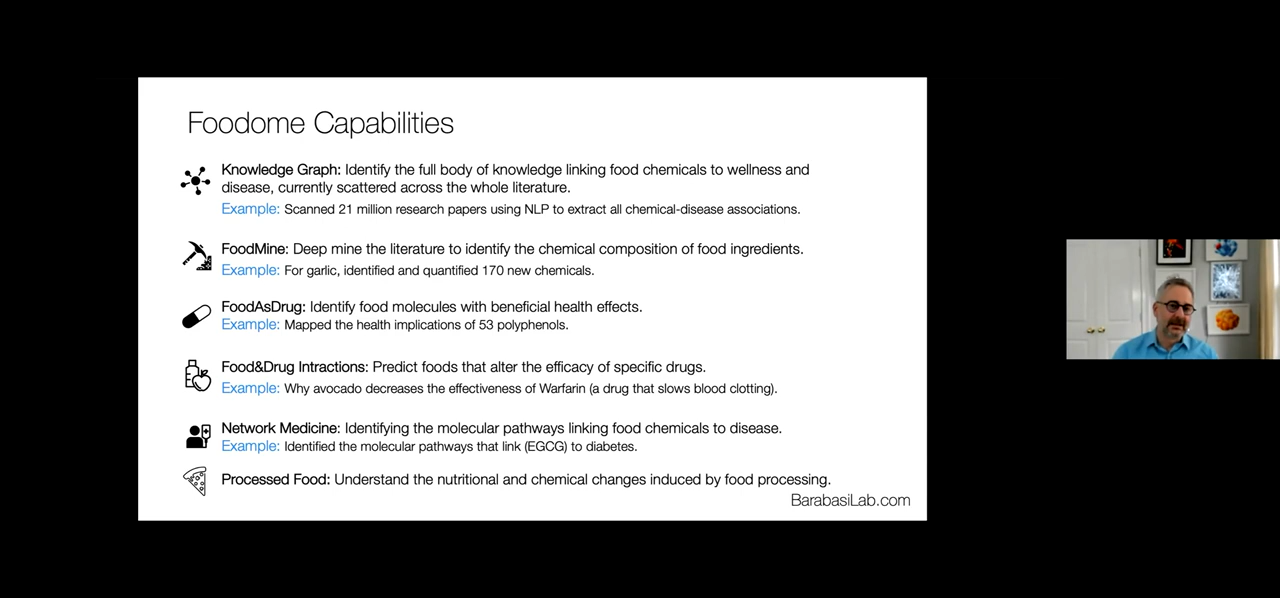 Foodome Capabilities
Knowledge Graph: Identify the full body of knowledge linking food chemicals to wellness and
disease, currently scattered across the whole literature.
Example: Scanned 21 million research papers using NLP to extract all chemical-disease associations.
FoodMine: Deep mine the literature to identify the chemical composition of food ingredients.
Example: For garlic, identified and quantified 170 new chemicals.
FoodAsDrug: Identify food molecules with beneficial health effects.
Example: Mapped the health implications of 53 polyphenols.
Food&Drug Intractions: Predict foods that alter the efficacy of specific drugs.
Example: Why avocado decreases the effectiveness of Warfarin (a drug that slows blood clotting).
Network Medicine: Identifying the molecular pathways linking food chemicals to disease.
Example: Identified the molecular pathways that link (EGCG) to diabetes.
Processed Food: Understand the nutritional and chemical changes induced by food processing.
BarabasiLab.com